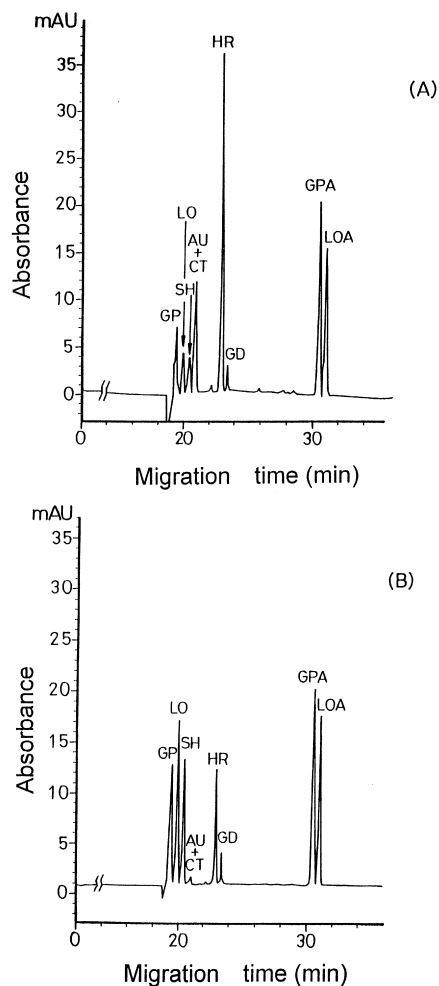 mAU
(A)
HR
35
30
25
20
15
10
5
0
Absorbance
GPA
LOA
LO
AU
+
CT
SH
GP
GD
0
20
30
Migration time (min)
mAU
(B)
35
30
25
20
15
10
5
0
Absorbance
GPA
LOA
LO
SH
GP
HR
AU
+
CT
GD
0
20
30
Migration time (min)